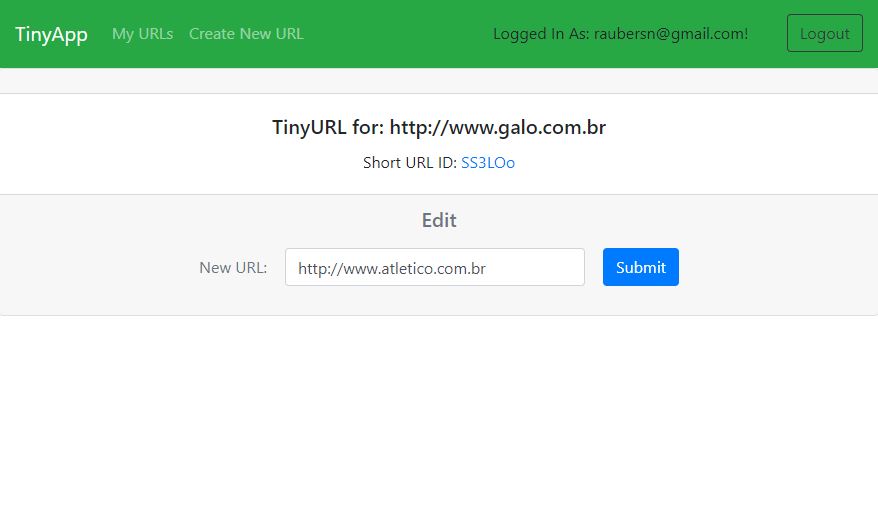 TinyApp My URLs Create New URL Logged In As: raubersn@gmail.com! Logout
TinyURL for: http://www.galo.com.br
Short URL ID: SS3LOo
Edit
New URL: http://www.atletico.com.br Submit